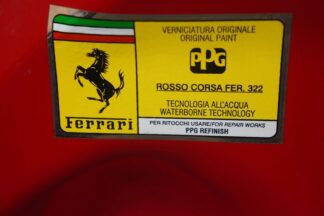 VERNICIATURA ORIGINALE
ORIGINAL PAINT
PPG
ROSSO CORSA FER. 322
TECNOLOGIA ALL'ACQUA
WATERBORNE TECHNOLOGY
Ferrari
PER RITOCCHI USARE/FOR REPAIR WORKS
PPG REFINISH